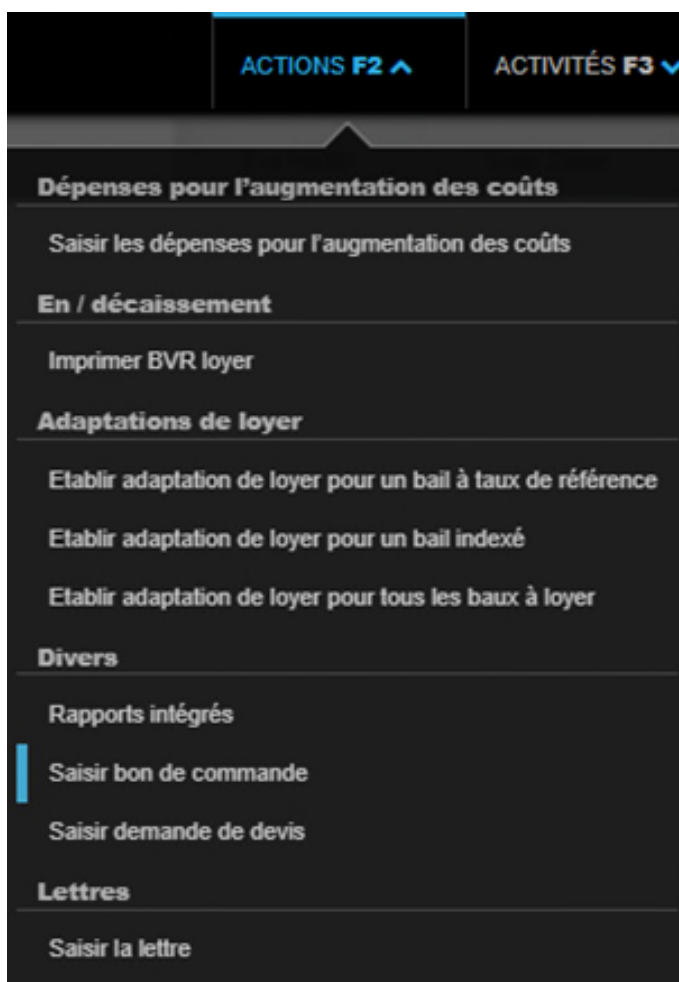 ACTIONS F2 ACTIVITÉS F3
Dépenses pour l'augmentation des coûts
Saisir les dépenses pour l'augmentation des coûts
En / décaissement
Imprimer BVR loyer
Adaptations de loyer
Etablir adaptation de loyer pour un bail à taux de référence
Etablir adaptation de loyer pour un bail indexé
Etablir adaptation de loyer pour tous les baux à loyer
Divers
Rapports intégrés
Saisir bon de commande
Saisir demande de devis
Lettres
Saisir la lettre